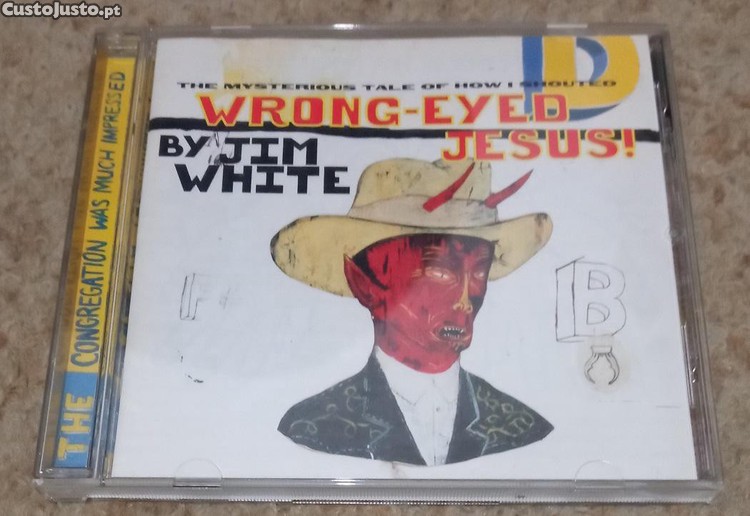 CustoJusto.pt
THE CONGREGATION WAS MUCH IMPRESSED
D
THE MYSTERIOUS TALE OF HOW I SHOUTED
WRONG-EYED
JESUS!
BY JIM
WHITE
F
B